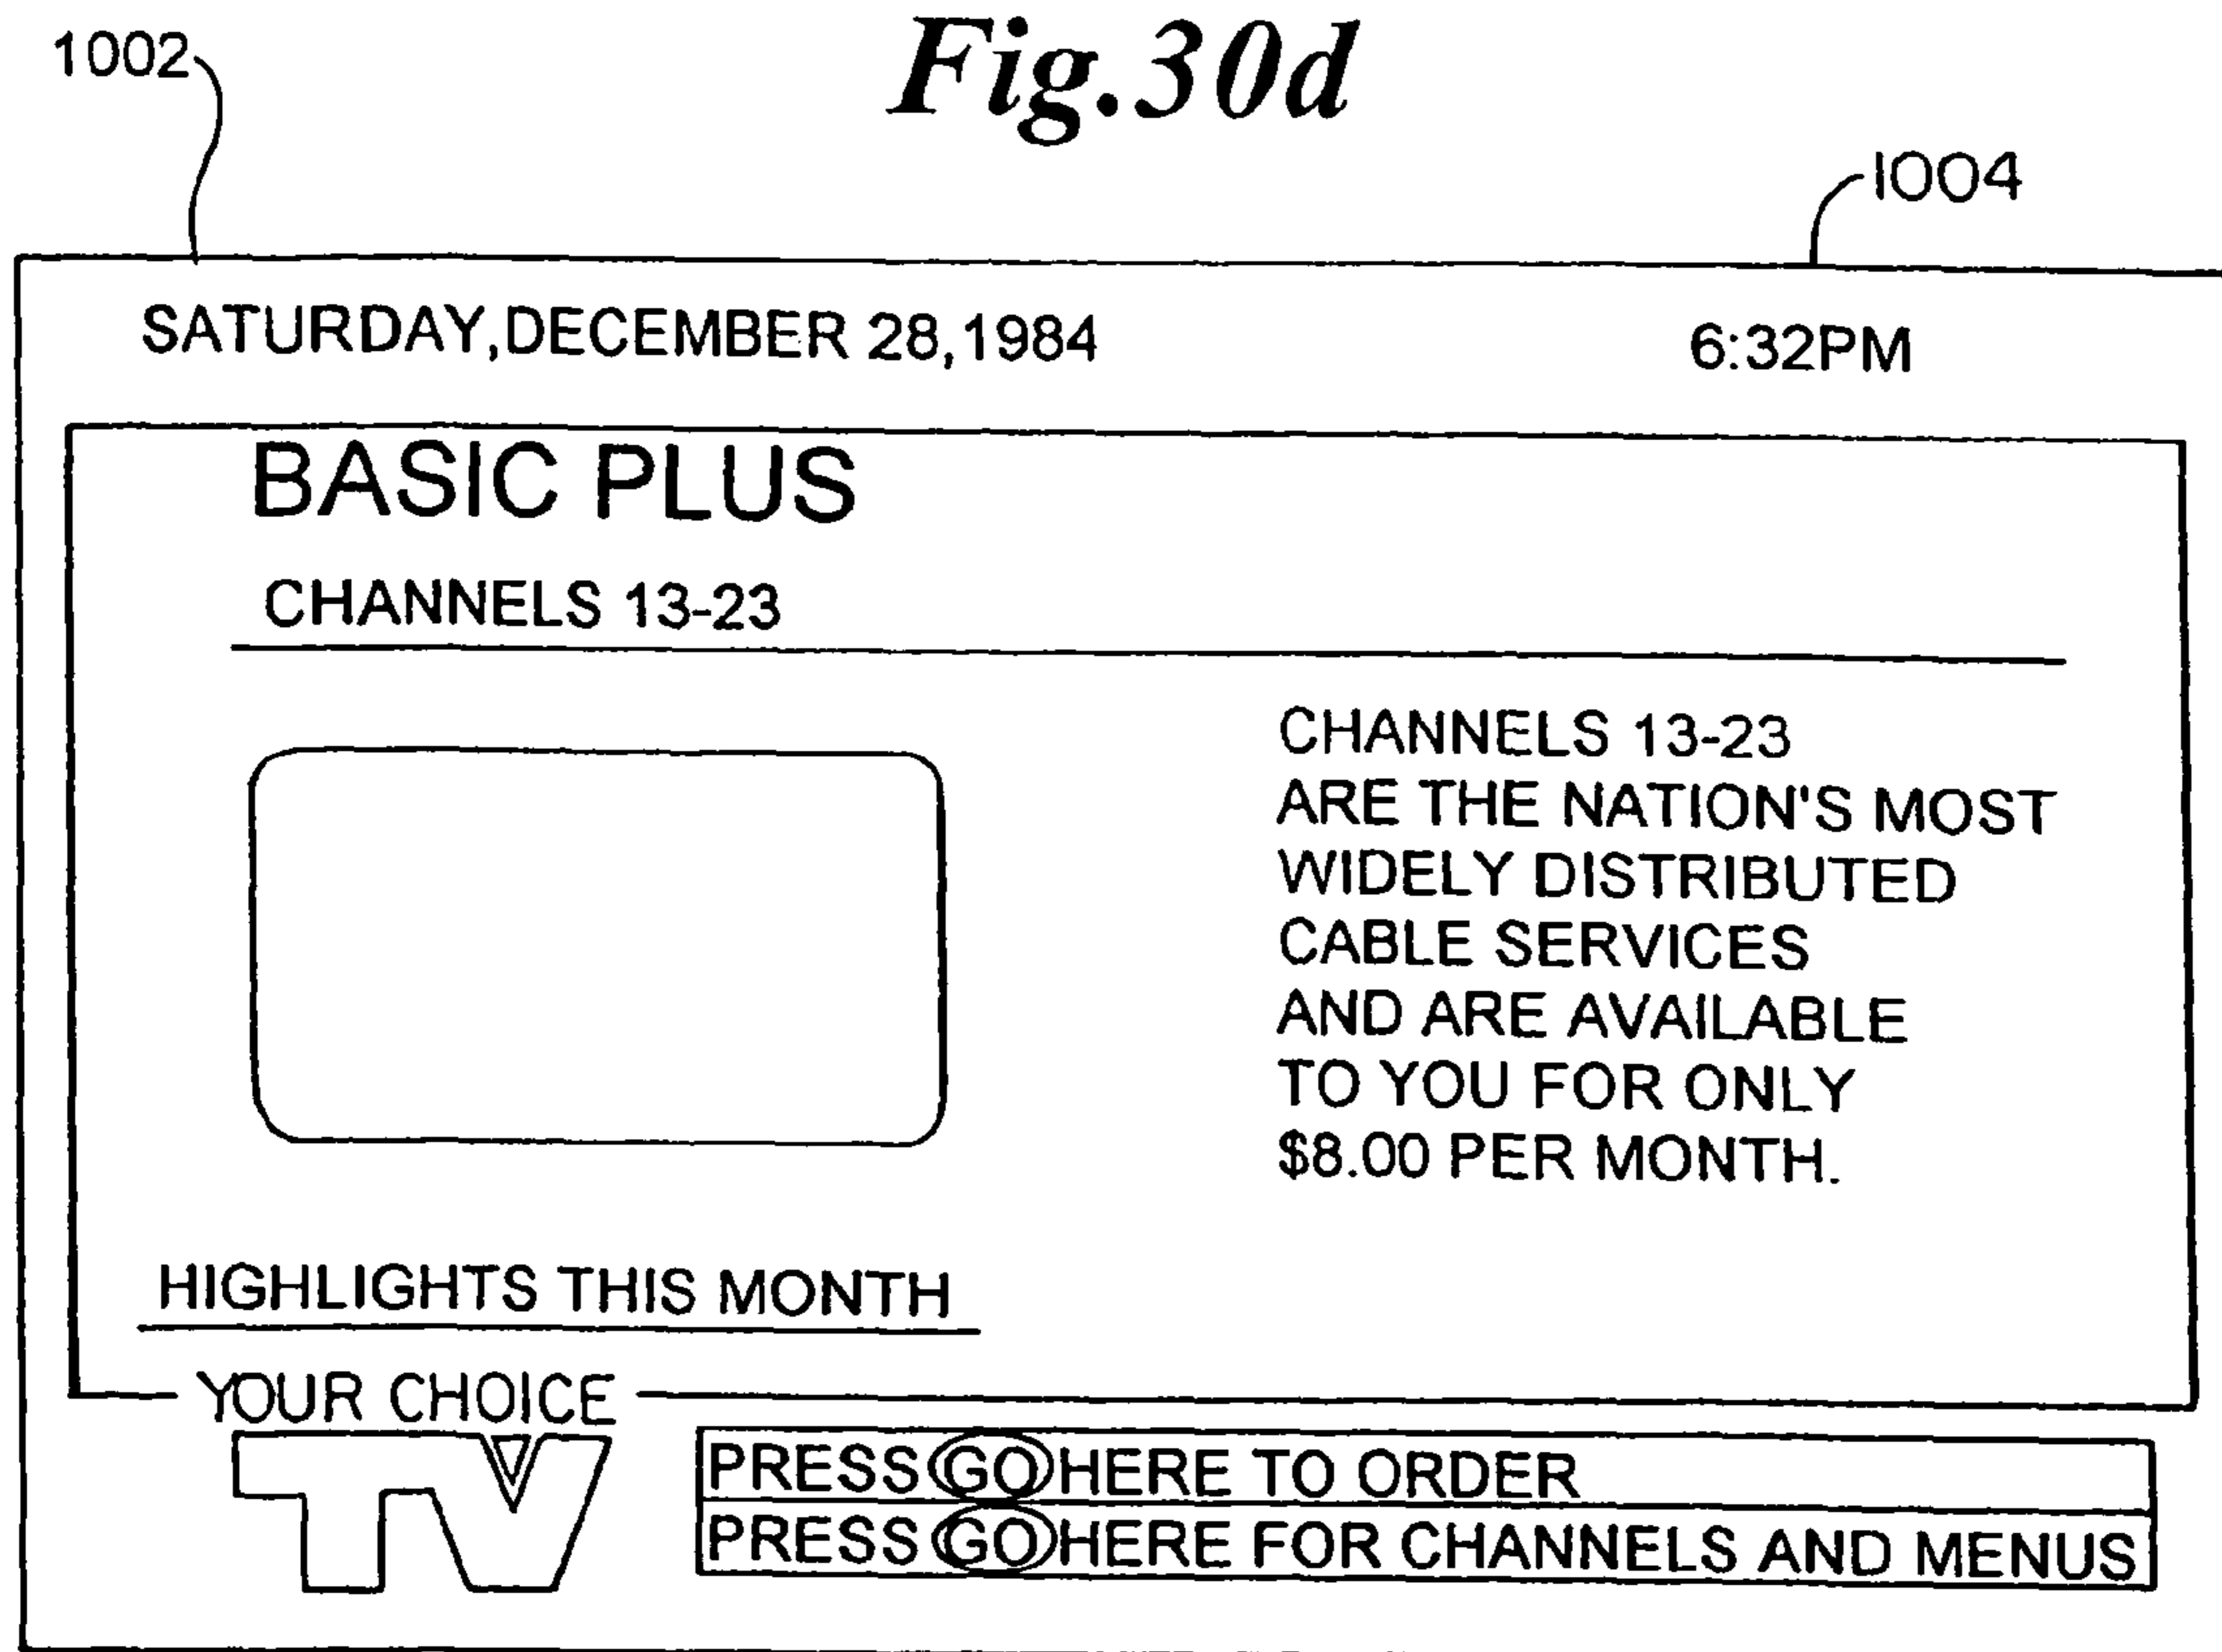 Fig.30d
1002
1004
SATURDAY,DECEMBER 28,1984
6:32PM
BASIC PLUS
CHANNELS 13-23
CHANNELS 13-23
ARE THE NATION'S MOST
WIDELY DISTRIBUTED
CABLE SERVICES
AND ARE AVAILABLE
TO YOU FOR ONLY
$8.00 PER MONTH.
HIGHLIGHTS THIS MONTH
YOUR CHOICE
TV
PRESS GO HERE TO ORDER
PRESS GO HERE FOR CHANNELS AND MENUS